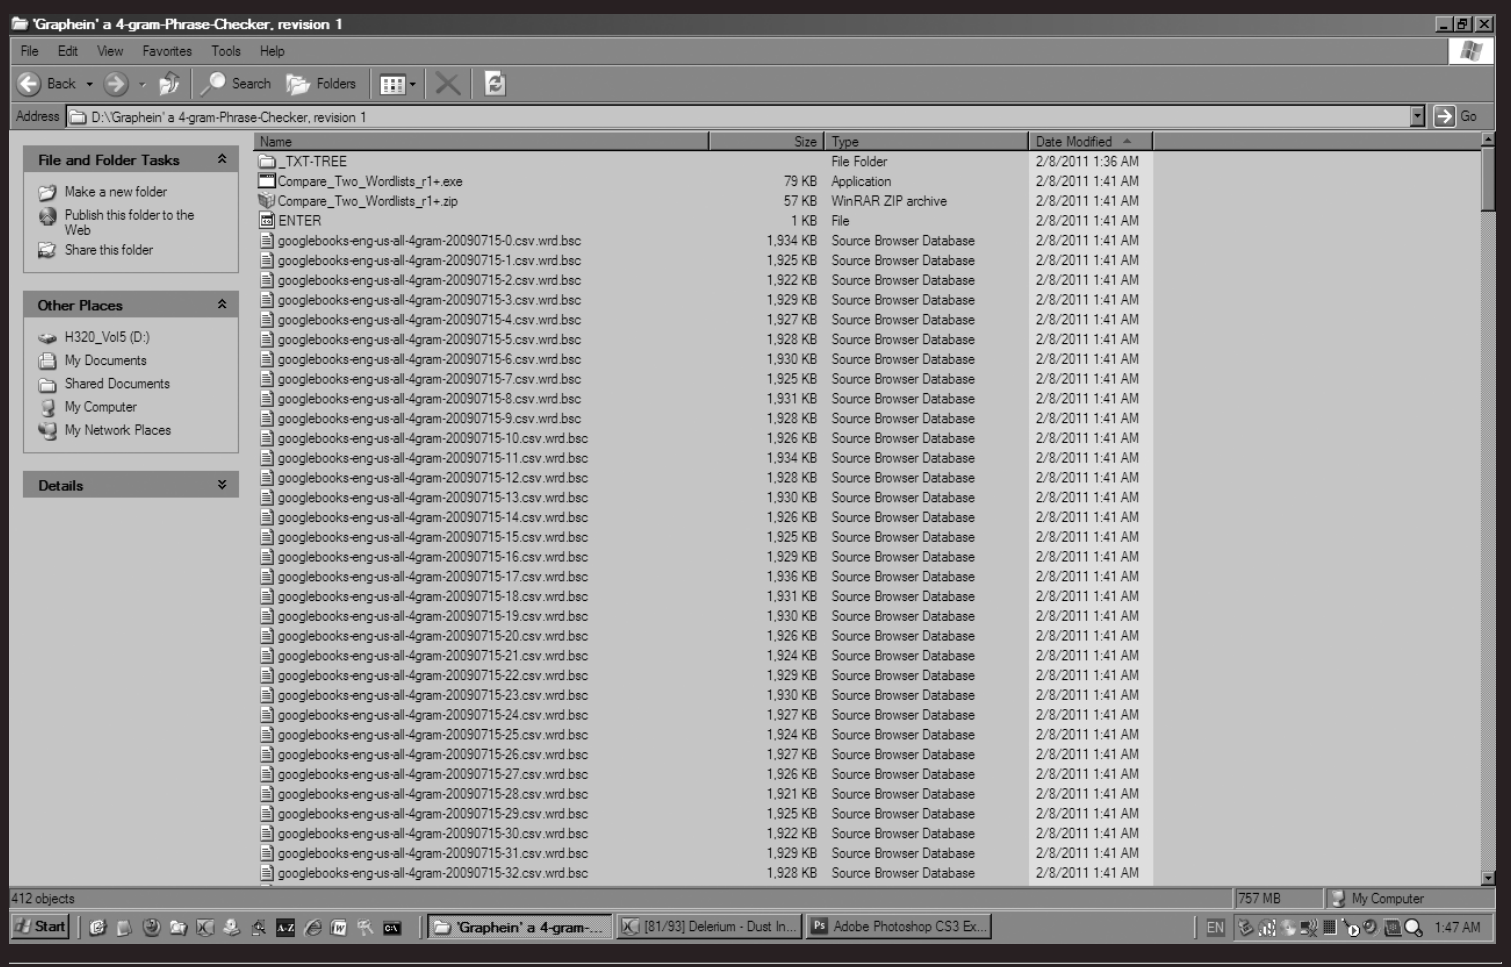 'Graphein' a 4-gram-Phrase-Checker, revision 1
File Edit View Favorites Tools Help
Back Search Folders
Address D:\'Graphein' a 4-gram-Phrase-Checker, revision 1 Go
File and Folder Tasks
Make a new folder
Publish this folder to the
Web
Share this folder
Other Places
H320_Vol5 (D:)
My Documents
Shared Documents
My Computer
My Network Places
Details
Name Size Type Date Modified
_TXT-TREE File Folder 2/8/2011 1:36 AM
Compare_Two_Wordlists_r1+.exe 79 KB Application 2/8/2011 1:41 AM
Compare_Two_Wordlists_r1+.zip 57 KB WinRAR ZIP archive 2/8/2011 1:41 AM
ENTER 1 KB File 2/8/2011 1:41 AM
googlebooks-eng-us-all-4gram-20090715-0.csv.wrd.bsc 1,934 KB Source Browser Database 2/8/2011 1:41 AM
googlebooks-eng-us-all-4gram-20090715-1.csv.wrd.bsc 1,925 KB Source Browser Database 2/8/2011 1:41 AM
googlebooks-eng-us-all-4gram-20090715-2.csv.wrd.bsc 1,922 KB Source Browser Database 2/8/2011 1:41 AM
googlebooks-eng-us-all-4gram-20090715-3.csv.wrd.bsc 1,929 KB Source Browser Database 2/8/2011 1:41 AM
googlebooks-eng-us-all-4gram-20090715-4.csv.wrd.bsc 1,927 KB Source Browser Database 2/8/2011 1:41 AM
googlebooks-eng-us-all-4gram-20090715-5.csv.wrd.bsc 1,928 KB Source Browser Database 2/8/2011 1:41 AM
googlebooks-eng-us-all-4gram-20090715-6.csv.wrd.bsc 1,930 KB Source Browser Database 2/8/2011 1:41 AM
googlebooks-eng-us-all-4gram-20090715-7.csv.wrd.bsc 1,925 KB Source Browser Database 2/8/2011 1:41 AM
googlebooks-eng-us-all-4gram-20090715-8.csv.wrd.bsc 1,931 KB Source Browser Database 2/8/2011 1:41 AM
googlebooks-eng-us-all-4gram-20090715-9.csv.wrd.bsc 1,928 KB Source Browser Database 2/8/2011 1:41 AM
googlebooks-eng-us-all-4gram-20090715-10.csv.wrd.bsc 1,926 KB Source Browser Database 2/8/2011 1:41 AM
googlebooks-eng-us-all-4gram-20090715-11.csv.wrd.bsc 1,934 KB Source Browser Database 2/8/2011 1:41 AM
googlebooks-eng-us-all-4gram-20090715-12.csv.wrd.bsc 1,928 KB Source Browser Database 2/8/2011 1:41 AM
googlebooks-eng-us-all-4gram-20090715-13.csv.wrd.bsc 1,930 KB Source Browser Database 2/8/2011 1:41 AM
googlebooks-eng-us-all-4gram-20090715-14.csv.wrd.bsc 1,926 KB Source Browser Database 2/8/2011 1:41 AM
googlebooks-eng-us-all-4gram-20090715-15.csv.wrd.bsc 1,925 KB Source Browser Database 2/8/2011 1:41 AM
googlebooks-eng-us-all-4gram-20090715-16.csv.wrd.bsc 1,929 KB Source Browser Database 2/8/2011 1:41 AM
googlebooks-eng-us-all-4gram-20090715-17.csv.wrd.bsc 1,936 KB Source Browser Database 2/8/2011 1:41 AM
googlebooks-eng-us-all-4gram-20090715-18.csv.wrd.bsc 1,931 KB Source Browser Database 2/8/2011 1:41 AM
googlebooks-eng-us-all-4gram-20090715-19.csv.wrd.bsc 1,930 KB Source Browser Database 2/8/2011 1:41 AM
googlebooks-eng-us-all-4gram-20090715-20.csv.wrd.bsc 1,926 KB Source Browser Database 2/8/2011 1:41 AM
googlebooks-eng-us-all-4gram-20090715-21.csv.wrd.bsc 1,924 KB Source Browser Database 2/8/2011 1:41 AM
googlebooks-eng-us-all-4gram-20090715-22.csv.wrd.bsc 1,929 KB Source Browser Database 2/8/2011 1:41 AM
googlebooks-eng-us-all-4gram-20090715-23.csv.wrd.bsc 1,930 KB Source Browser Database 2/8/2011 1:41 AM
googlebooks-eng-us-all-4gram-20090715-24.csv.wrd.bsc 1,927 KB Source Browser Database 2/8/2011 1:41 AM
googlebooks-eng-us-all-4gram-20090715-25.csv.wrd.bsc 1,924 KB Source Browser Database 2/8/2011 1:41 AM
googlebooks-eng-us-all-4gram-20090715-26.csv.wrd.bsc 1,927 KB Source Browser Database 2/8/2011 1:41 AM
googlebooks-eng-us-all-4gram-20090715-27.csv.wrd.bsc 1,926 KB Source Browser Database 2/8/2011 1:41 AM
googlebooks-eng-us-all-4gram-20090715-28.csv.wrd.bsc 1,921 KB Source Browser Database 2/8/2011 1:41 AM
googlebooks-eng-us-all-4gram-20090715-29.csv.wrd.bsc 1,925 KB Source Browser Database 2/8/2011 1:41 AM
googlebooks-eng-us-all-4gram-20090715-30.csv.wrd.bsc 1,922 KB Source Browser Database 2/8/2011 1:41 AM
googlebooks-eng-us-all-4gram-20090715-31.csv.wrd.bsc 1,929 KB Source Browser Database 2/8/2011 1:41 AM
googlebooks-eng-us-all-4gram-20090715-32.csv.wrd.bsc 1,928 KB Source Browser Database 2/8/2011 1:41 AM
412 objects 757 MB My Computer
Start A-Z 'Graphein' a 4-gram-... [81/93] Delerium - Dust In... Ps Adobe Photoshop CS3 Ex... EN 1:47 AM